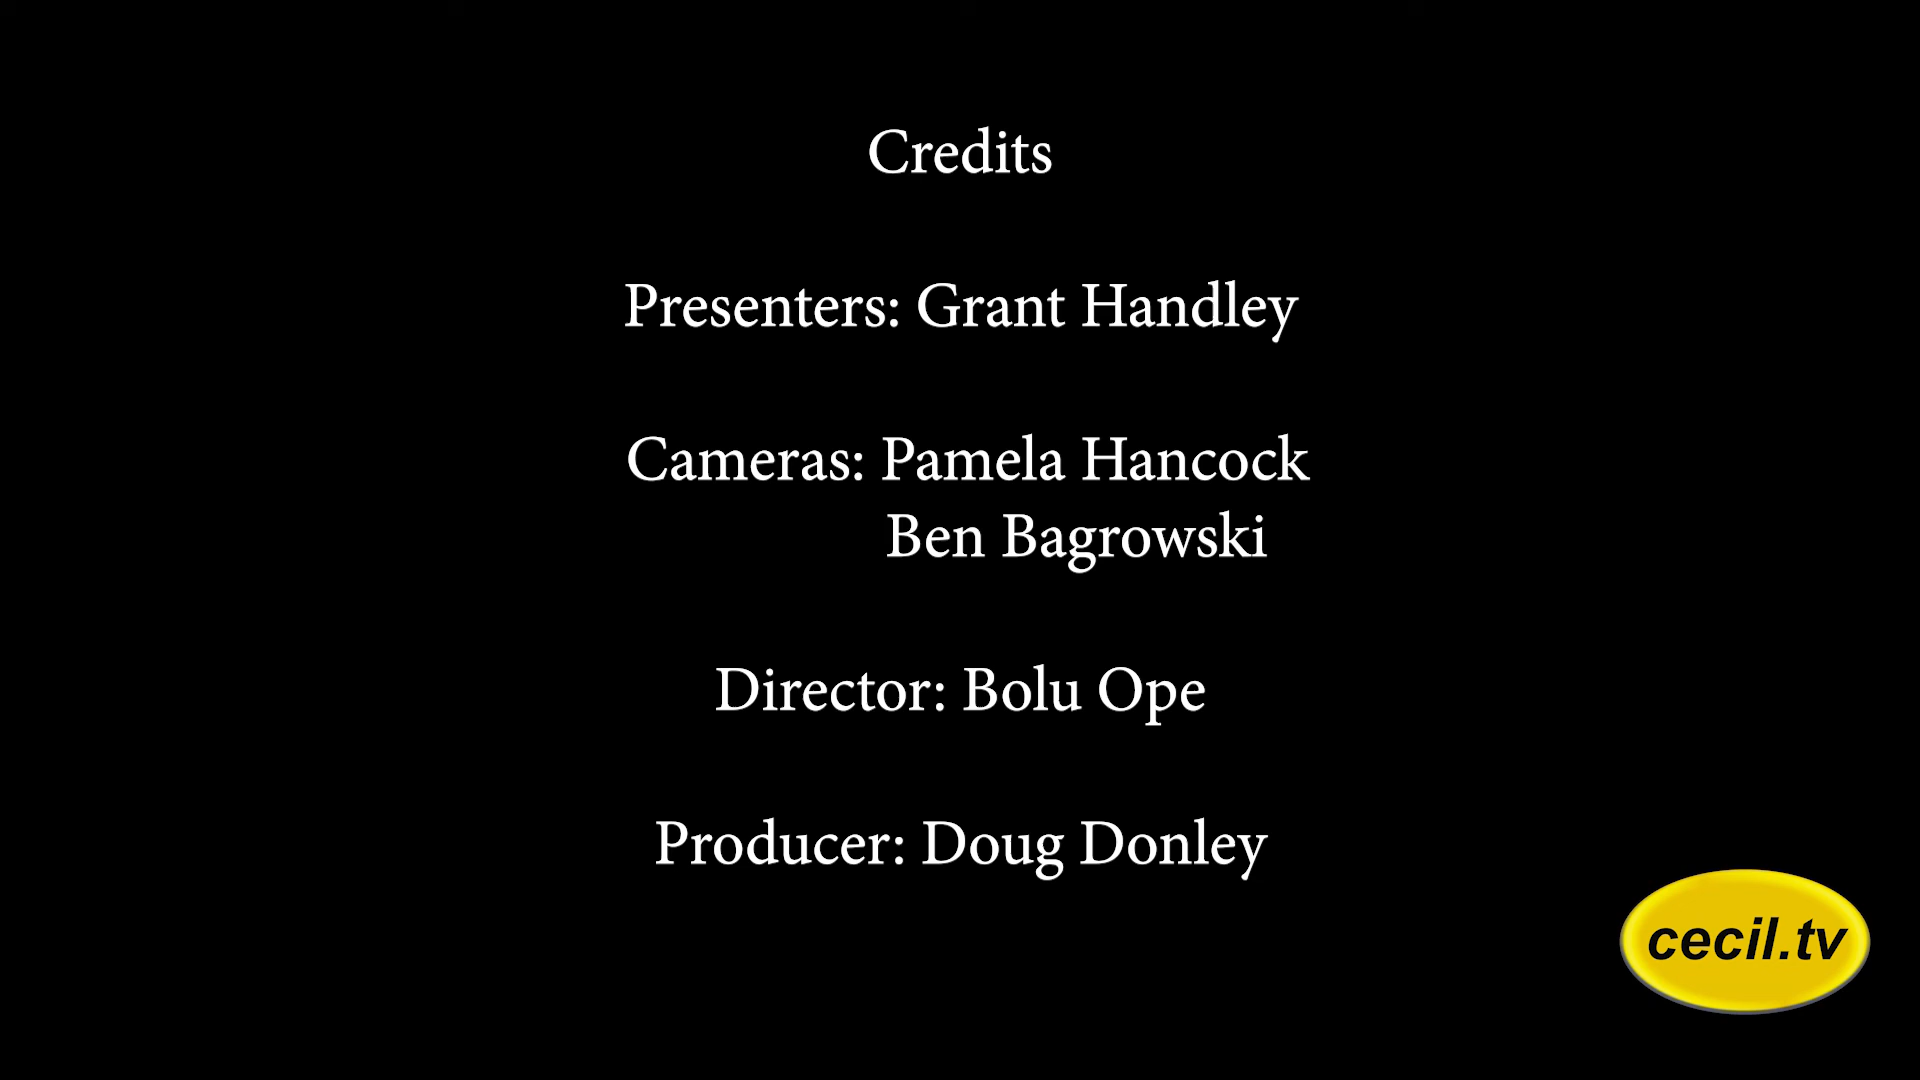 Credits
Presenters: Grant Handley
Cameras: Pamela Hancock
Ben Bagrowski
Director: Bolu Ope
Producer: Doug Donley
cecil.tv